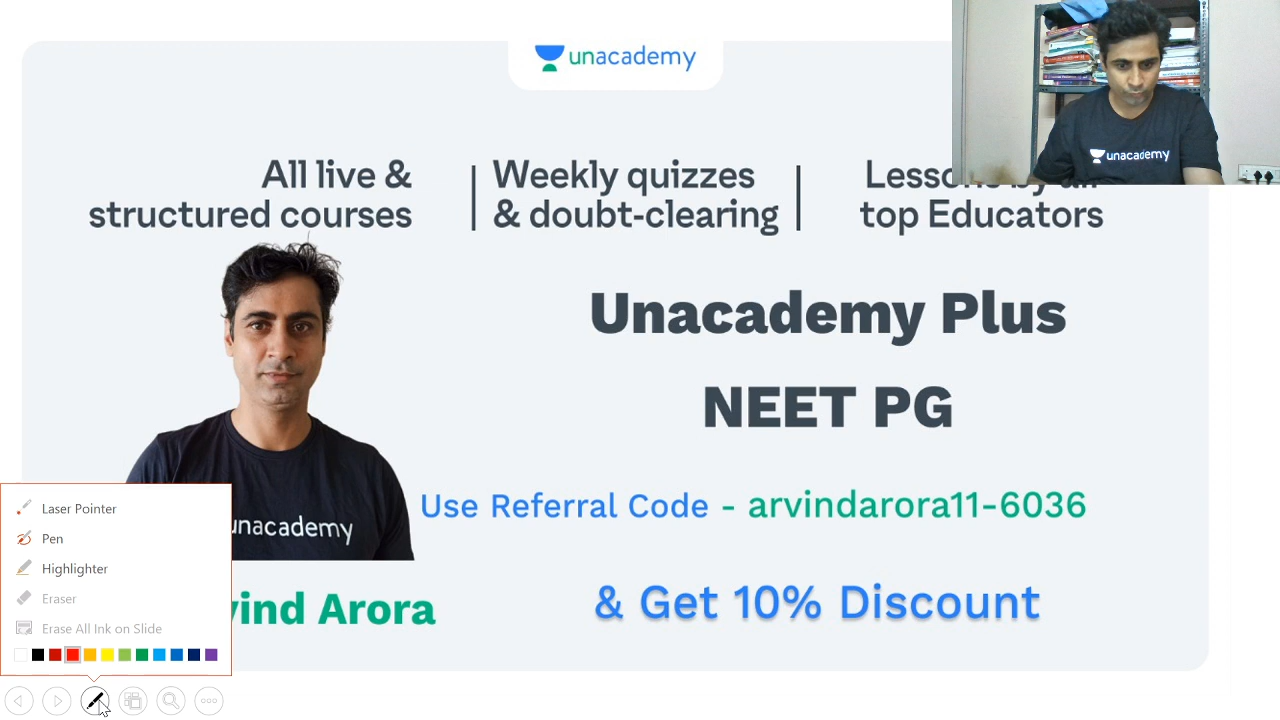 unacademy
unacademy
All live &
structured courses
Weekly quizzes
& doubt-clearing
top Educators
Unacademy Plus
NEET PG
Use Referral Code - arvindarora11-6036
& Get 10% Discount
unacademy
Arora
Laser Pointer
Pen
Highlighter
Eraser
Erase All Ink on Slide